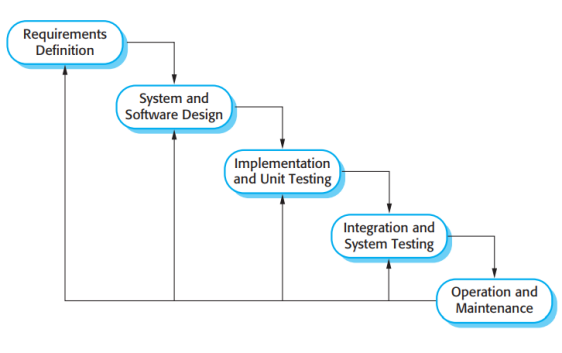 Requirements
Definition
System and
Software Design
Implementation
and Unit Testing
Integration and
System Testing
Operation and
Maintenance